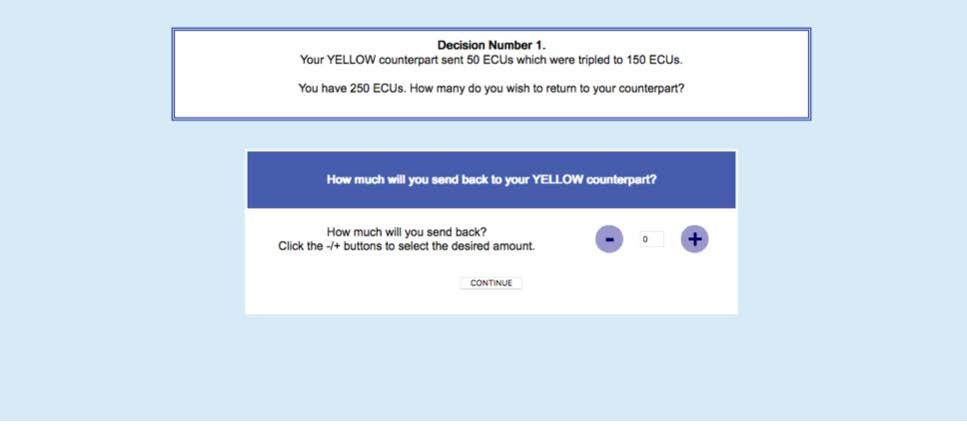 Decision Number 1.
Your YELLOW counterpart sent 50 ECUs which were tripled to 150 ECUs.
You have 250 ECUs. How many do you wish to return to your counterpart?
How much will you send back to your YELLOW counterpart?
How much will you send back?
Click the -/+ buttons to select the desired amount.
- 0 +
CONTINUE